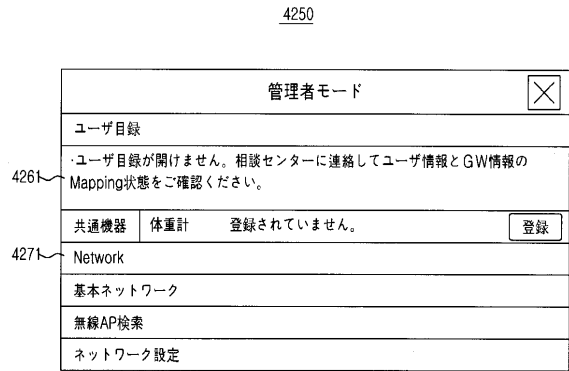 4250
管理者モード
ユーザ目録
·ユーザ目録が開けません。相談センターに連絡してユーザ情報とGW情報の
4261
Mapping状態をご確認ください。
共通機器 体重計 登録されていません。 登録
4271
Network
基本ネットワーク
無線AP検索
ネットワーク設定